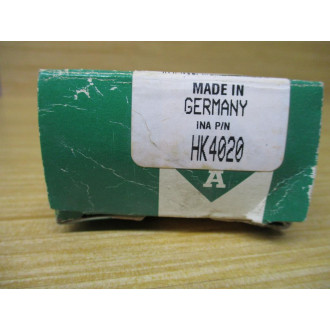 MADE IN
GERMANY
INA P/N
HK4020
A